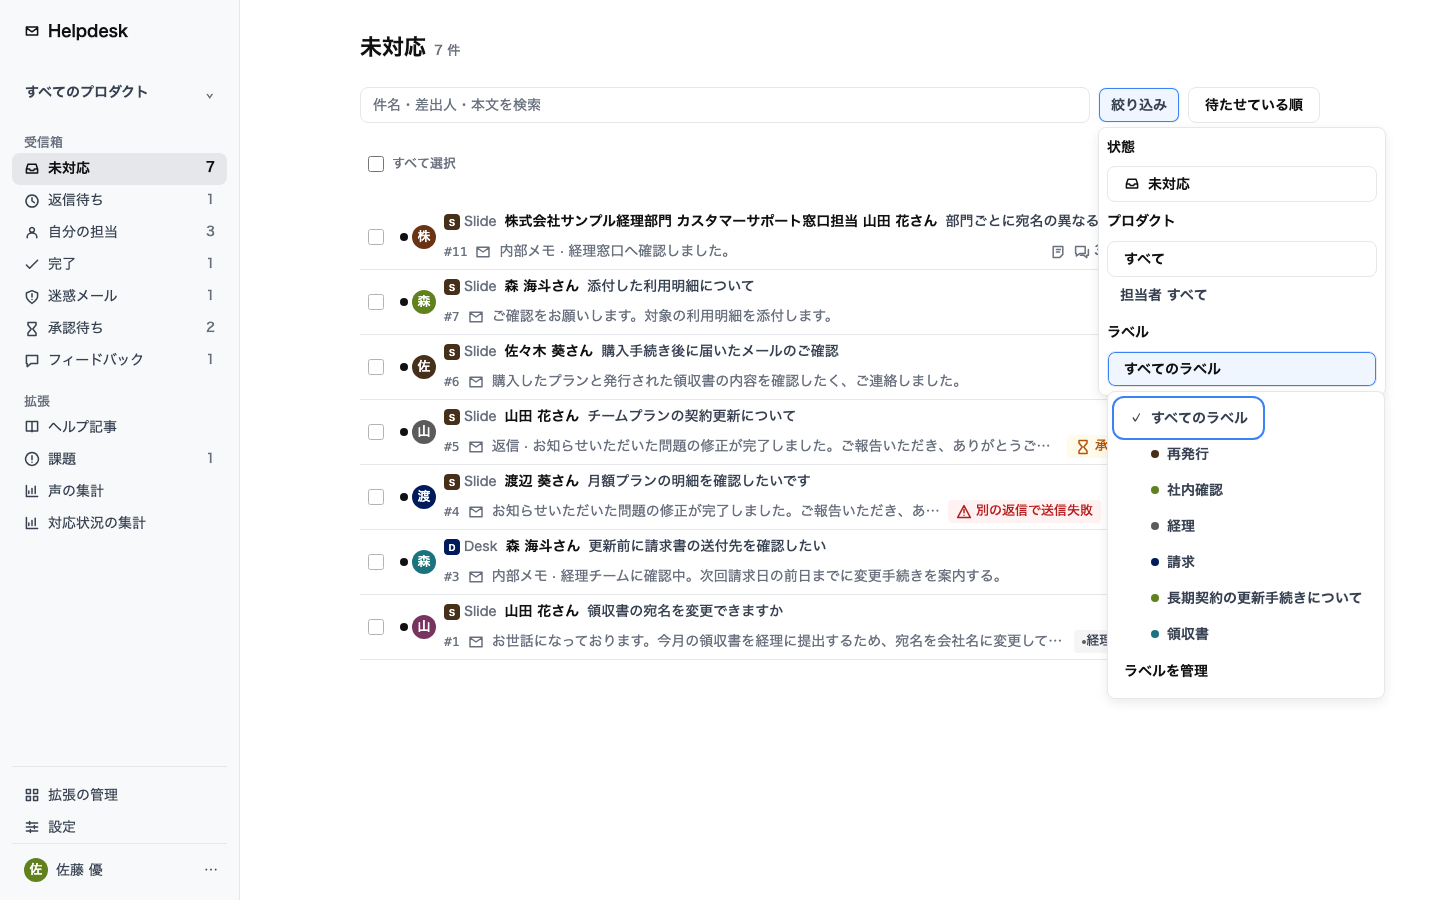 Helpdesk
すべてのプロダクト
受信箱
未対応 7
返信待ち 1
自分の担当 3
完了 1
迷惑メール 1
承認待ち 2
フィードバック 1
拡張
ヘルプ記事
課題 1
声の集計
対応状況の集計
拡張の管理
設定
佐 佐藤 優 …
未対応 7 件
件名・差出人・本文を検索 絞り込み 待たせている順
すべて選択
株 S Slide 株式会社サンプル経理部門 カスタマーサポート窓口担当 山田 花さん 部門ごとに宛名の異なる
#11 内部メモ · 経理窓口へ確認しました。
森 S Slide 森 海斗さん 添付した利用明細について
#7 ご確認をお願いします。対象の利用明細を添付します。
佐 S Slide 佐々木 葵さん 購入手続き後に届いたメールのご確認
#6 購入したプランと発行された領収書の内容を確認したく、ご連絡しました。
山 S Slide 山田 花さん チームプランの契約更新について
#5 返信 · お知らせいただいた問題の修正が完了しました。ご報告いただき、ありがとうご… 承
渡 S Slide 渡辺 葵さん 月額プランの明細を確認したいです
#4 お知らせいただいた問題の修正が完了しました。ご報告いただき、あ… 別の返信で送信失敗
森 D Desk 森 海斗さん 更新前に請求書の送付先を確認したい
#3 内部メモ · 経理チームに確認中。次回請求日の前日までに変更手続きを案内する。
山 S Slide 山田 花さん 領収書の宛名を変更できますか
#1 お世話になっております。今月の領収書を経理に提出するため、宛名を会社名に変更して… 経理
状態
未対応
プロダクト
すべて
担当者 すべて
ラベル
すべてのラベル
✓ すべてのラベル
再発行
社内確認
経理
請求
長期契約の更新手続きについて
領収書
ラベルを管理